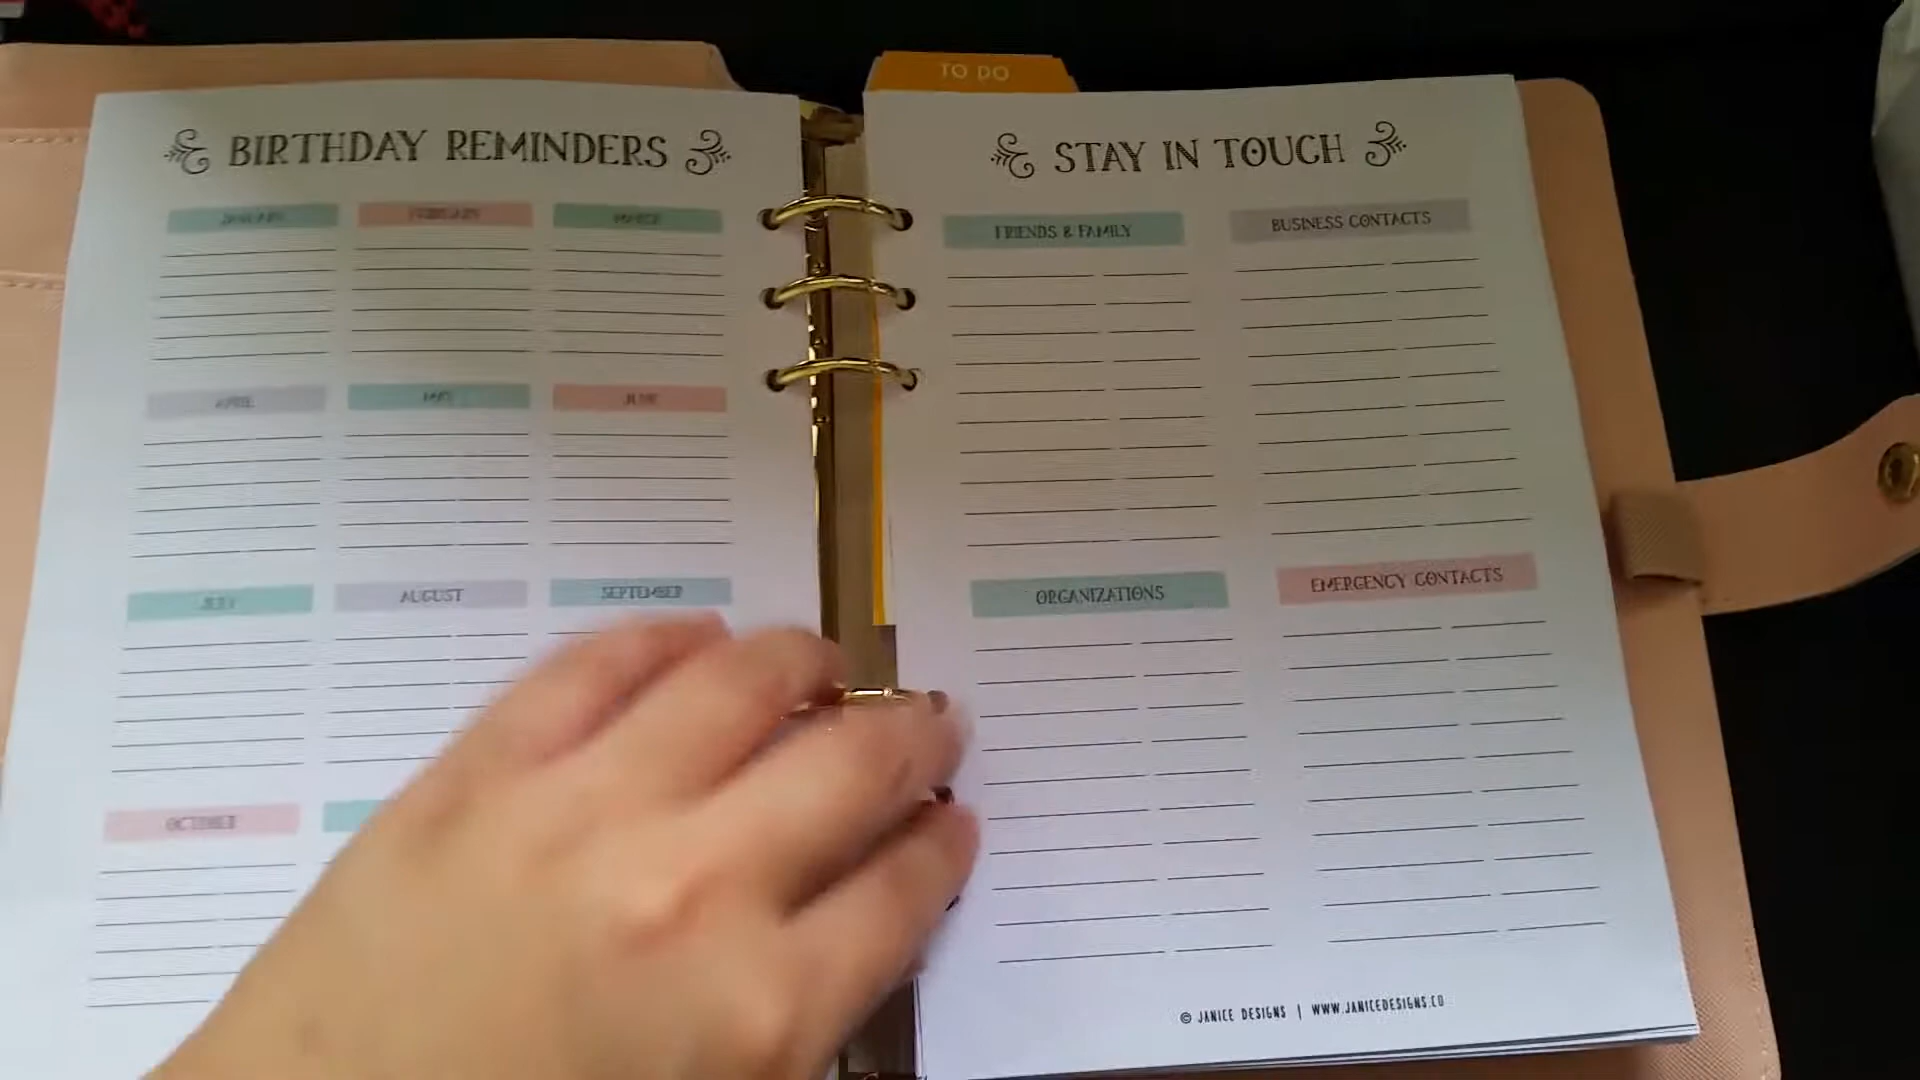 TO DO
BIRTHDAY REMINDERS
JANUARY FEBRUARY MARCH
APRIL MAY JUNE
JULY AUGUST SEPTEMBER
OCTOBER
STAY IN TOUCH
FRIENDS & FAMILY BUSINESS CONTACTS
ORGANIZATIONS EMERGENCY CONTACTS
© JANICE DESIGNS | WWW.JANICEDESIGNS.CO